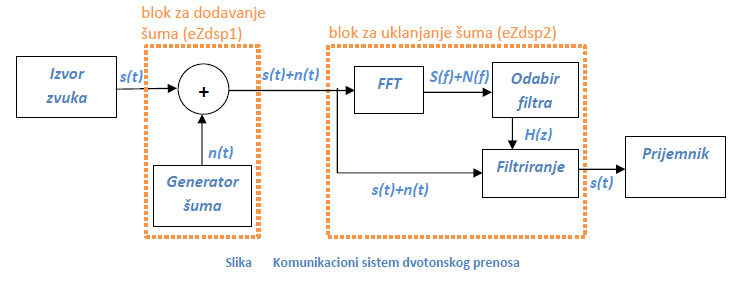 blok za dodavanje
šuma (eZdsp1)
blok za uklanjanje šuma (eZdsp2)
Izvor
zvuka
s(t)
+
s(t)+n(t)
FFT
S(f)+N(f)
Odabir
filtra
H(z)
n(t)
Generator
šuma
s(t)+n(t)
Filtriranje
s(t)
Prijemnik
Slika Komunikacioni sistem dvotonskog prenosa